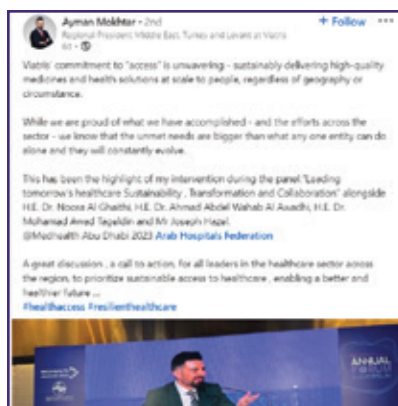 Ayman Mokhtar • 2nd
+ Follow ...
Regional President Middle East, Türkiye and Levant at Viatris
6d •
Viatris' commitment to "access" is unwavering - sustainably delivering high-quality
medicines and health solutions at scale to people, regardless of geography or
circumstance.
While we are proud of what we have accomplished - and the efforts across the
sector - we know that the unmet needs are bigger than what any one entity can do
alone and they will constantly evolve.
This has been the highlight of my intervention during the panel "Leading
tomorrow's healthcare Sustainability, Transformation and Collaboration" alongside
H.E. Dr. Noora Al Ghaithi, H.E. Dr. Ahmad Abdel Wahab Al Awadhi, H.E. Dr.
Mohamad Awad Tageldin and Mr Joseph
@Medhealth Abu Dhabi 2023 Arab Hospitals Federation
A great discussion, a call to action, for all leaders in the healthcare sector across
the region, to prioritize sustainable access to healthcare, enabling a better and
healthier future ...
#healthaccess #resilienthealthcare
ANNUAL